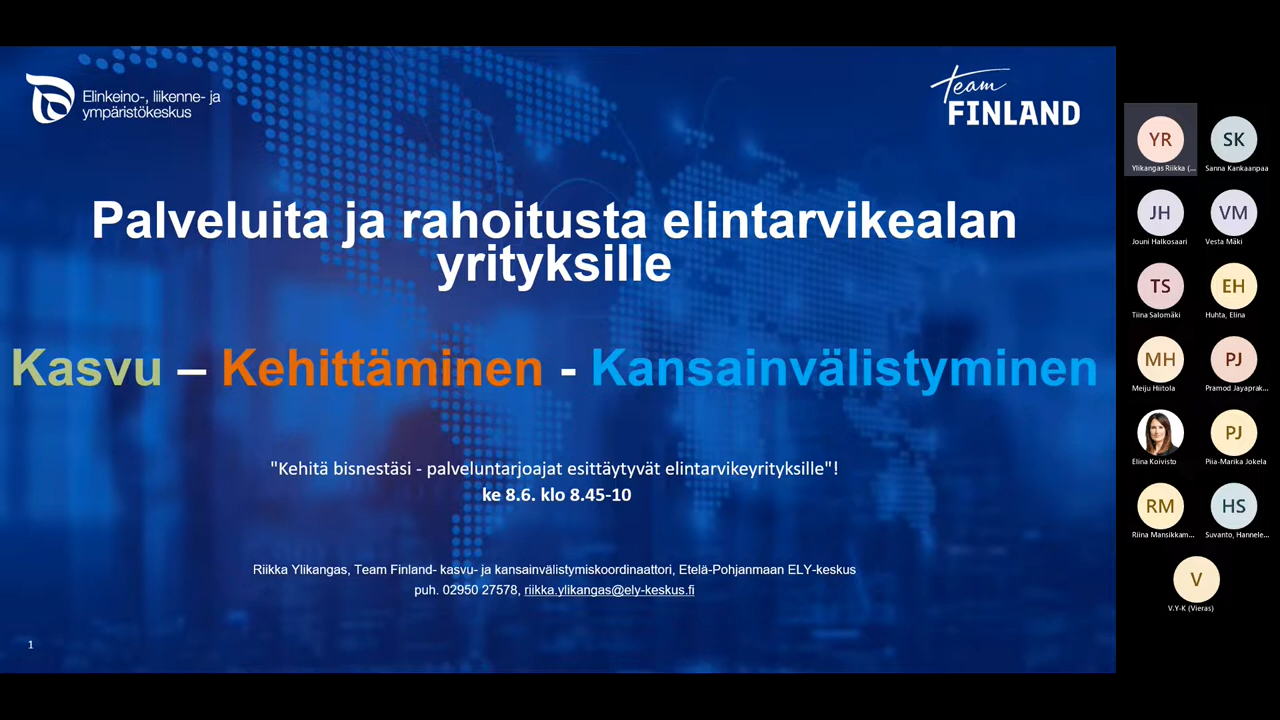 Elinkeino-, liikenne- ja
ympäristökeskus
team
FINLAND
Palveluita ja rahoitusta elintarvikealan
yrityksille
Kasvu – Kehittäminen - Kansainvälistyminen
"Kehitä bisnestäsi - palveluntarjoajat esittäytyvät elintarvikeyrityksille"!
ke 8.6. klo 8.45-10
Riikka Ylikangas, Team Finland- kasvu- ja kansainvälistymiskoordinaattori, Etelä-Pohjanmaan ELY-keskus
puh. 02950 27578, riikka.ylikangas@ely-keskus.fi
1
YR
Ylikangas Riikka (...
SK
Sanna Kankaanpaa
JH
Jouni Halkosaari
VM
Vesta Mäki
TS
Tiina Salomäki
EH
Huhta, Elina
MH
Meiju Hiitola
PJ
Pramod Jayaprak...
Elina Koivisto
PJ
Piia-Marika Jokela
RM
Riina Mansikkam...
HS
Suvanto, Hannele...
V
V.Y-K (Vieras)